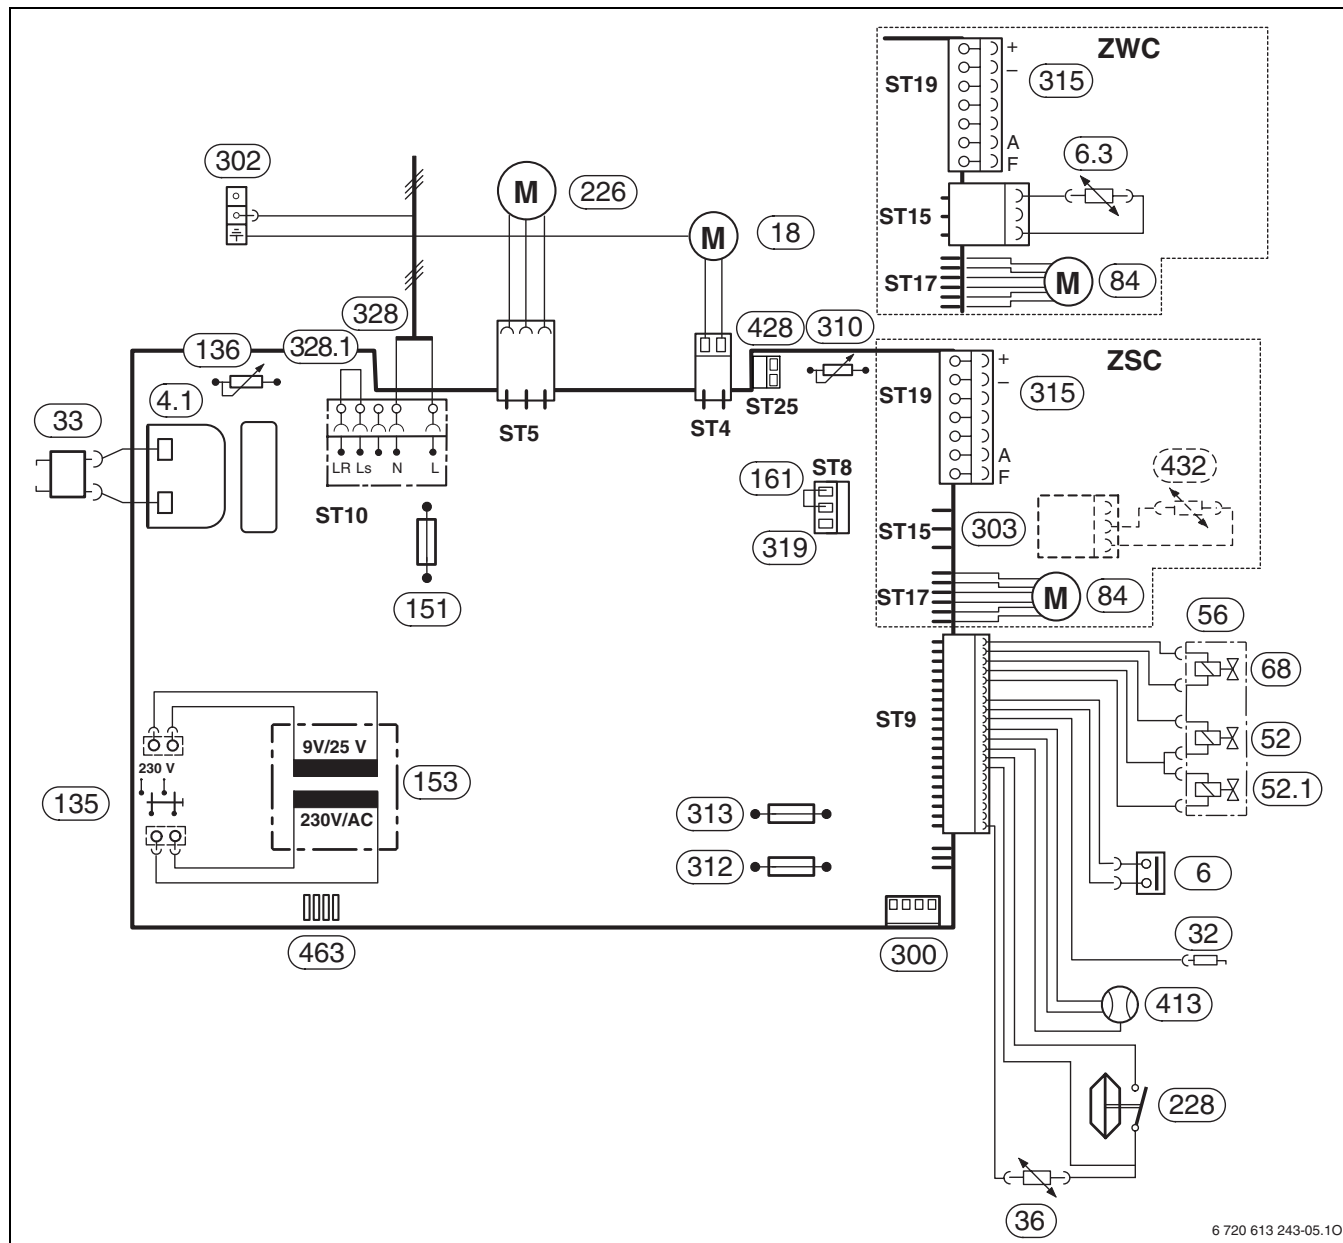 ZWC
+
–
ST19
315
A
F
6.3
ST15
ST17
M
84
302
M
226
M
18
328
428
310
136
328.1
4.1
33
ST25
ST5
ST4
LR Ls N L
ST10
151
ZSC
+
–
ST19
315
A
F
ST8
161
319
432
ST15
303
ST17
M
84
56
68
ST9
52
52.1
9V/25 V
230 V
153
135
230V/AC
313
312
6
463
300
32
413
228
36
6 720 613 243-05.1O